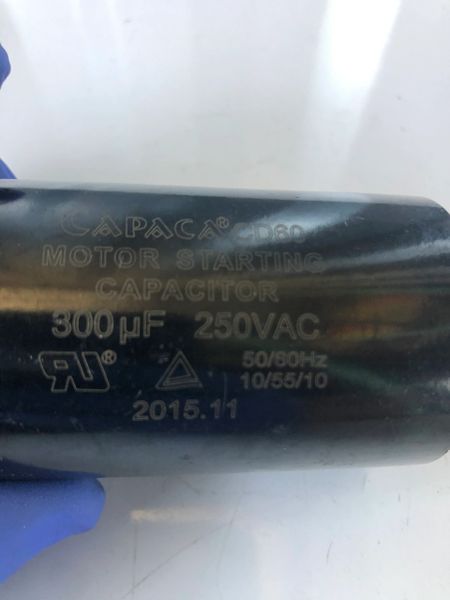 CAPACA® CD60
MOTOR STARTING
CAPACITOR
300μF 250VAC
50/60Hz
10/55/10
2015.11